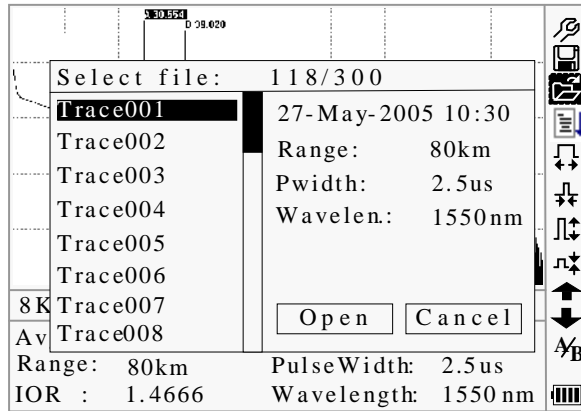 A 30.554
D 39.020
Select file: 118/300
Trace001
27-May-2005 10:30
Trace002
Range: 80km
Trace003
Pwidth: 2.5us
Trace004
Wavelen.: 1550nm
Trace005
Trace006
8K
Trace007
Open Cancel
Av
Trace008
A/B
Range: 80km PulseWidth: 2.5us
IOR : 1.4666 Wavelength: 1550 nm